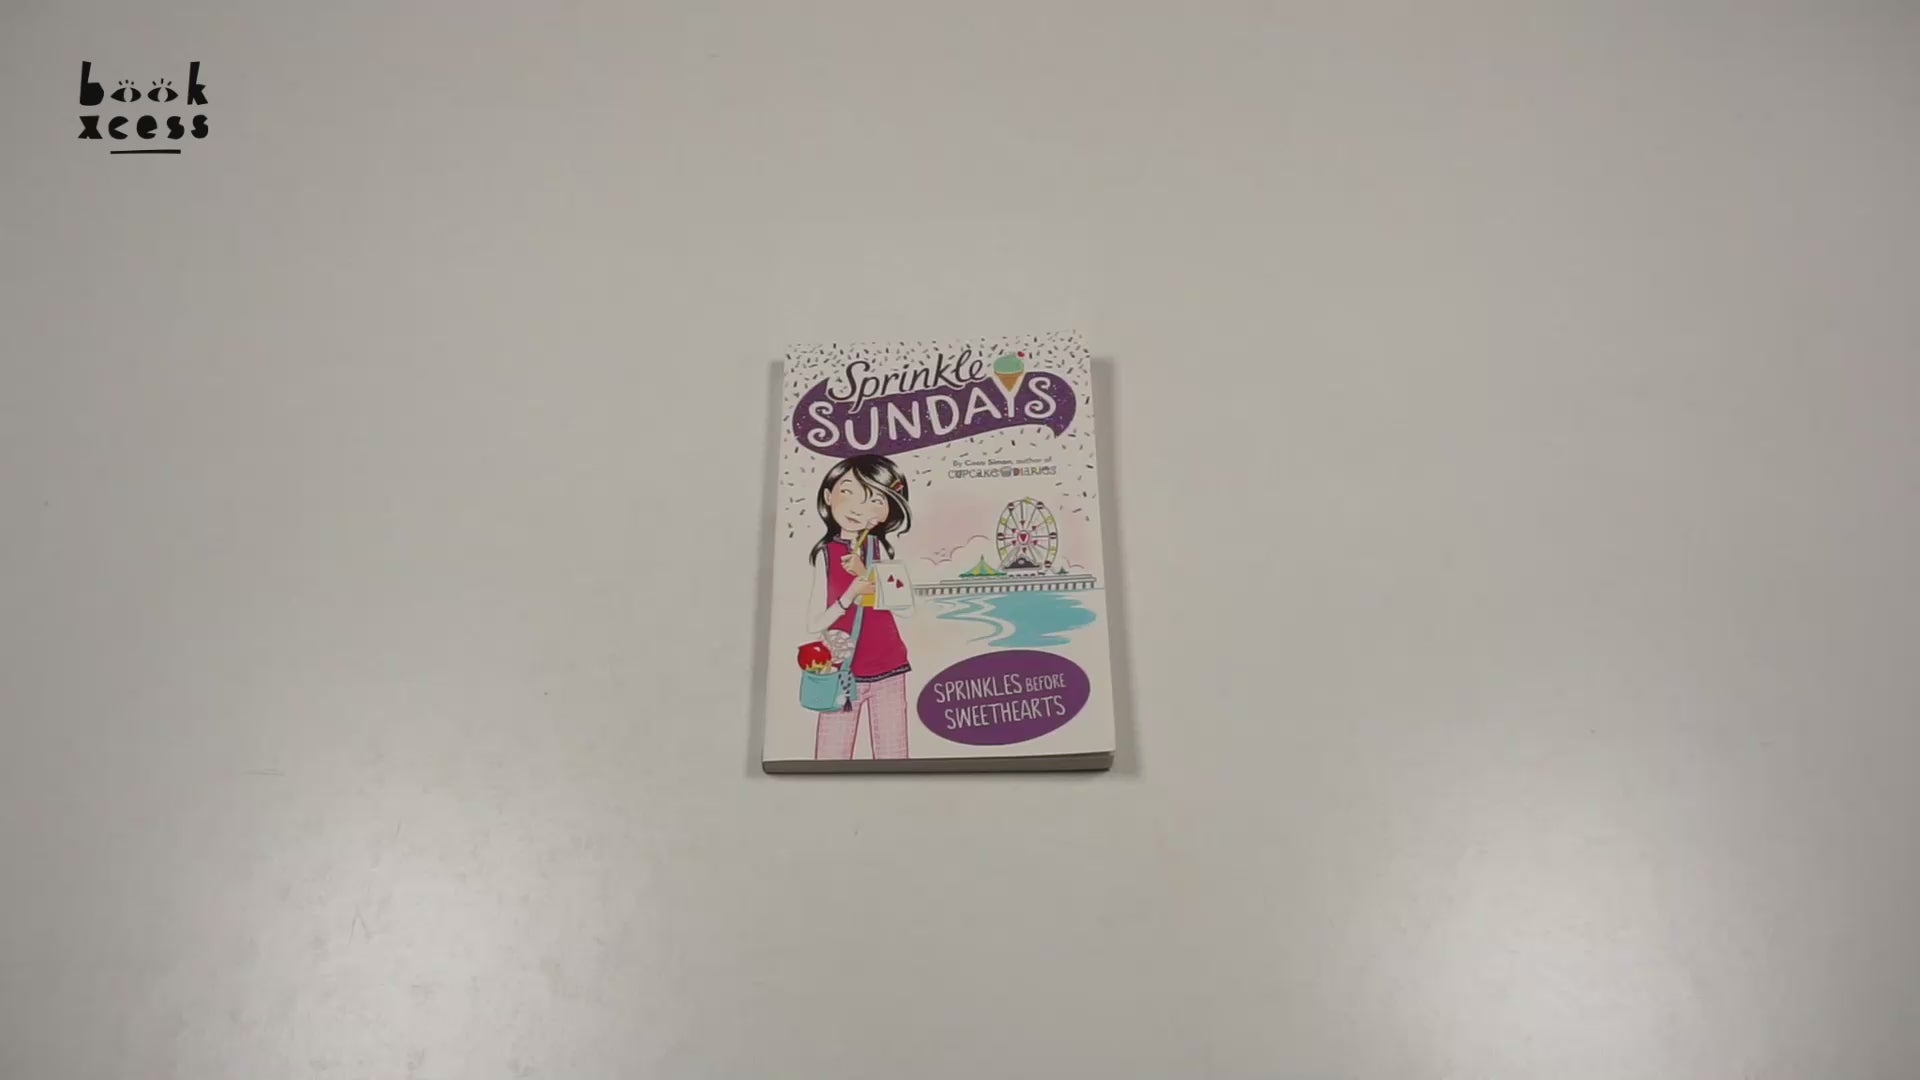 book
xcess
Sprinkle
SUNDAYS
By Coco Simon, author of
CUPCAKE DIARIES
SPRINKLES BEFORE
SWEETHEARTS